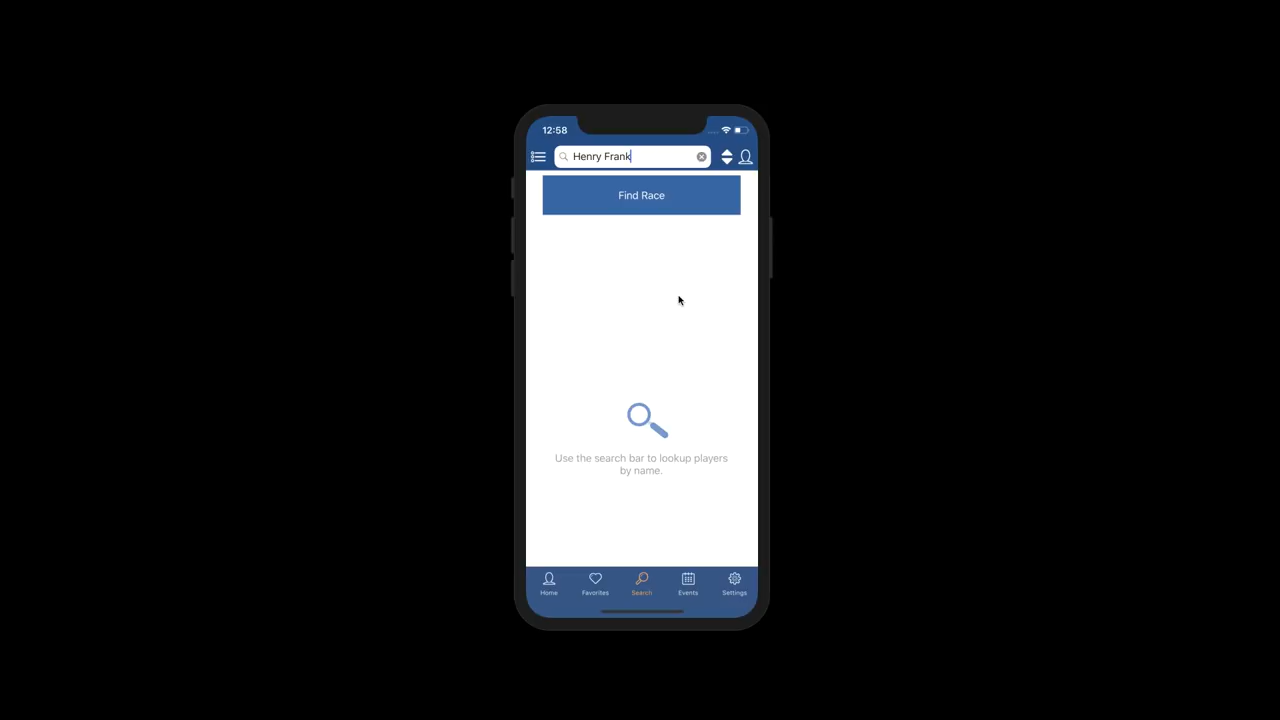 12:58
Henry Frank
Find Race
Use the search bar to lookup players
by name.
Home Favorites Search Events Settings